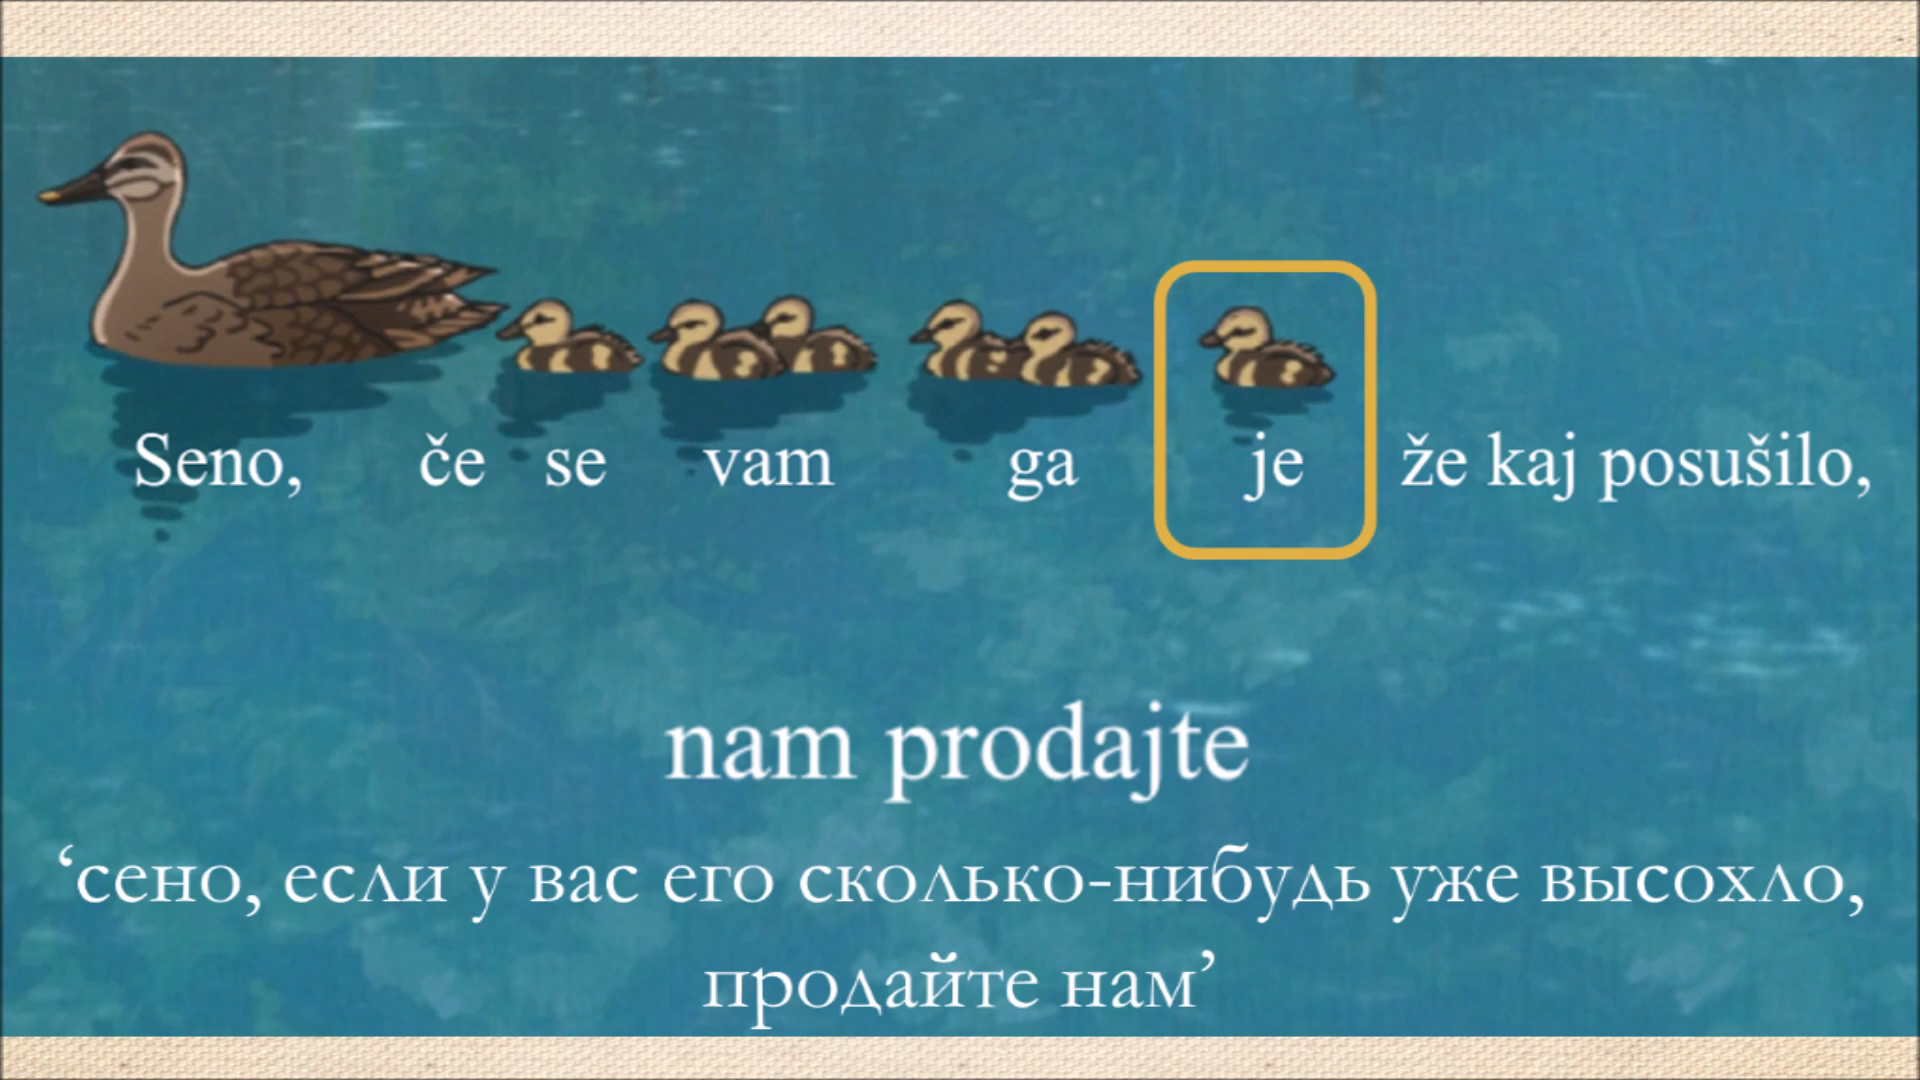 Seno, če se vam ga je že kaj posušilo,
nam prodajte
‘сено, если у вас его сколько-нибудь уже высохло,
продайте нам’